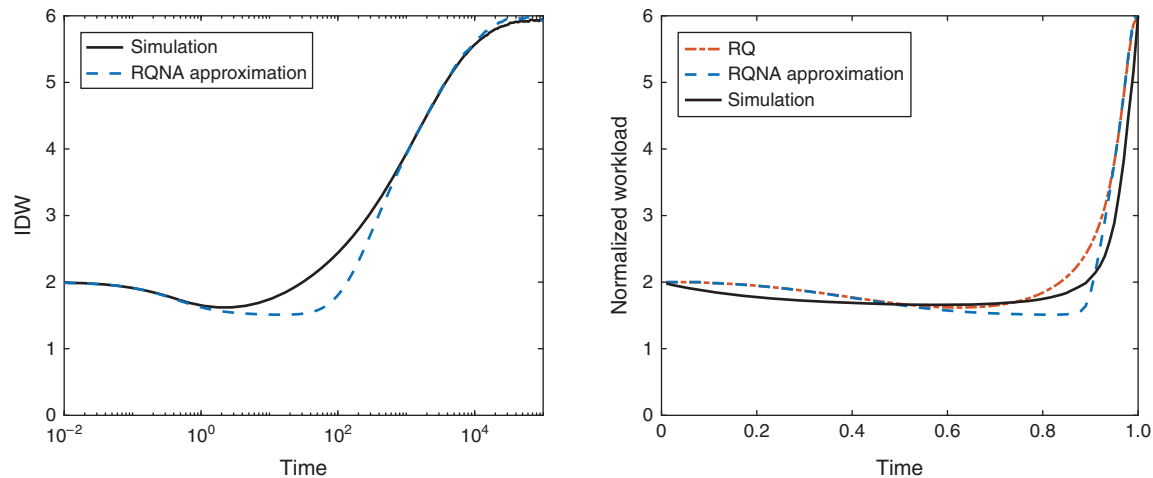 6
5
4
3
2
1
0
IDW
Simulation
RQNA approximation
10⁻² 10⁰ 10² 10⁴
Time
6
5
4
3
2
1
0
Normalized workload
RQ
RQNA approximation
Simulation
0 0.2 0.4 0.6 0.8 1.0
Time